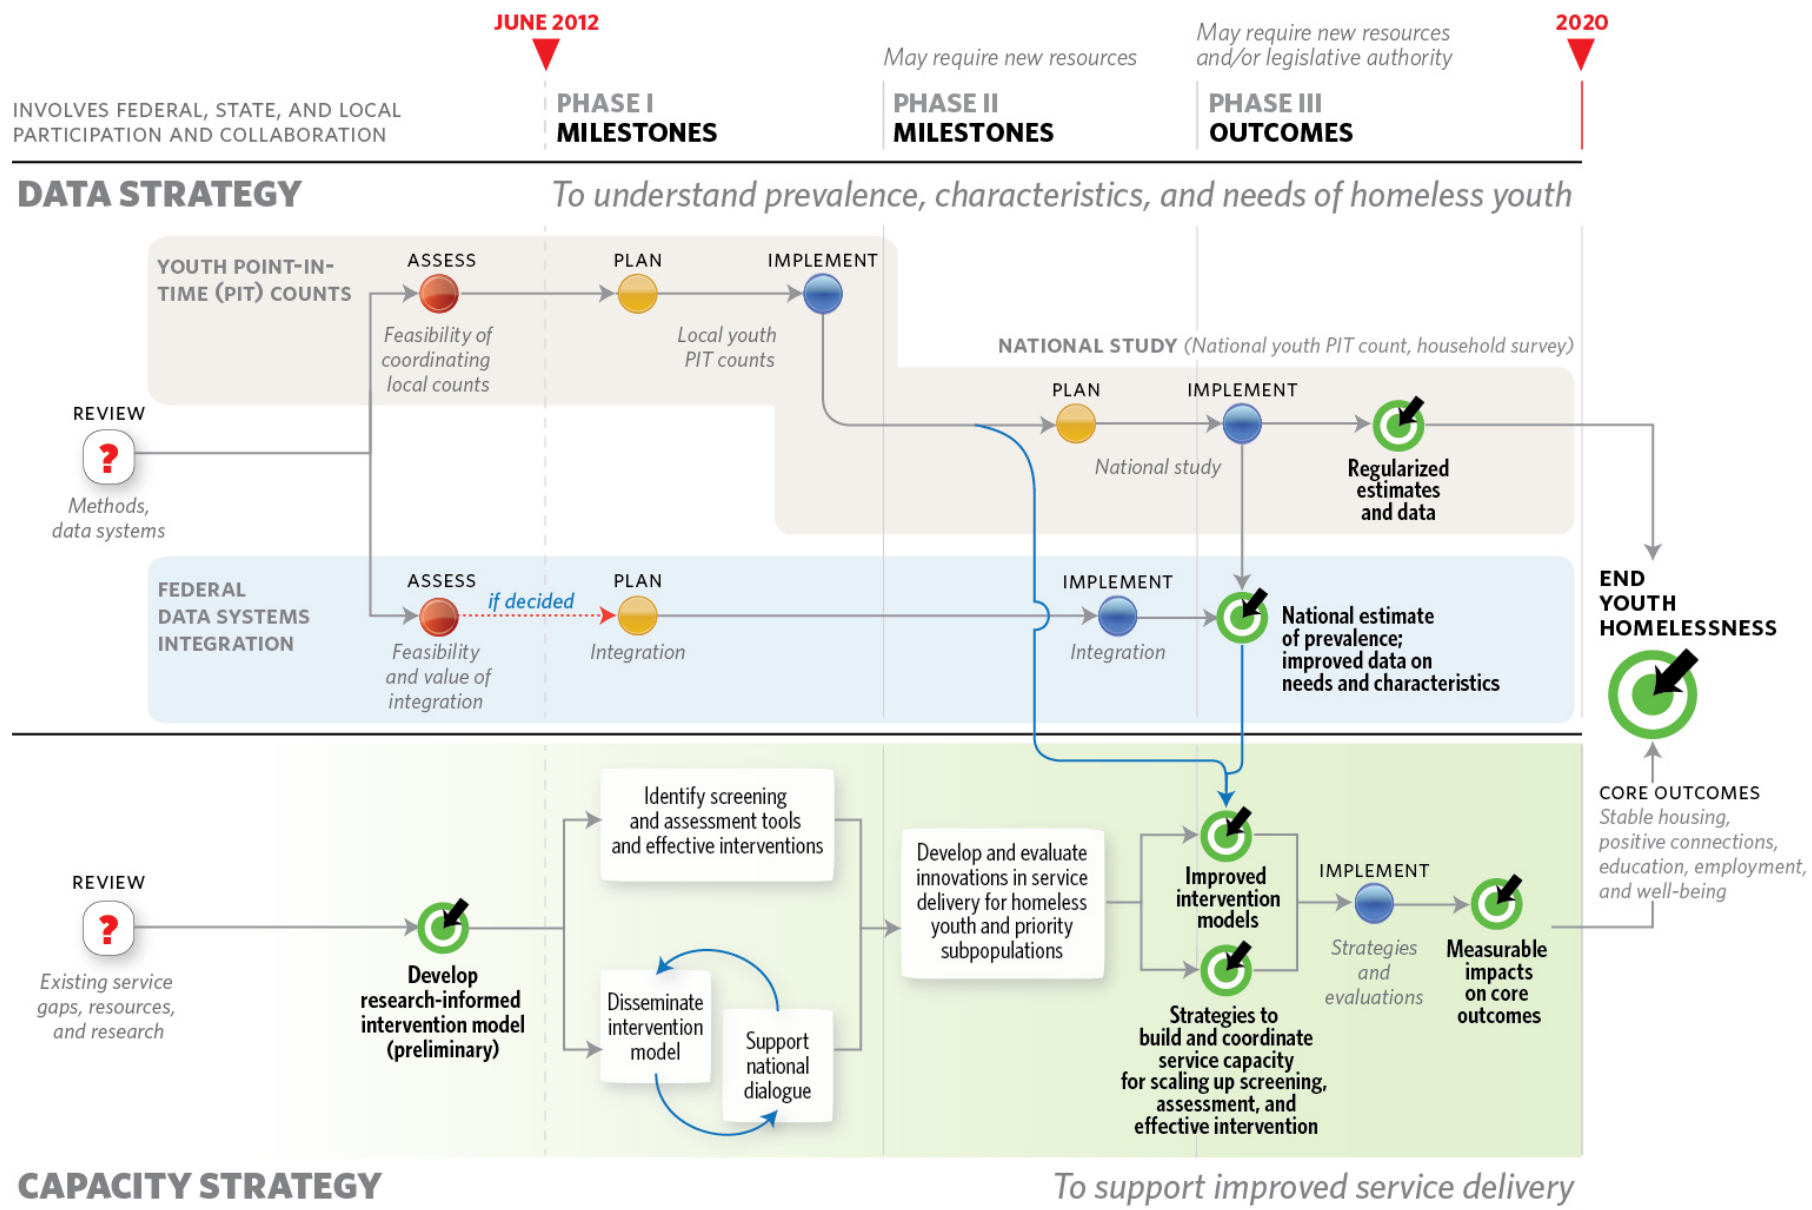 JUNE 2012
May require new resources
May require new resources
and/or legislative authority
2020
INVOLVES FEDERAL, STATE, AND LOCAL
PARTICIPATION AND COLLABORATION
PHASE I
MILESTONES
PHASE II
MILESTONES
PHASE III
OUTCOMES
DATA STRATEGY
To understand prevalence, characteristics, and needs of homeless youth
YOUTH POINT-IN-
TIME (PIT) COUNTS
ASSESS
Feasibility of
coordinating
local counts
PLAN
IMPLEMENT
Local youth
PIT counts
NATIONAL STUDY (National youth PIT count, household survey)
PLAN
IMPLEMENT
National study
Regularized
estimates
and data
REVIEW
?
Methods,
data systems
FEDERAL
DATA SYSTEMS
INTEGRATION
ASSESS
if decided
Feasibility
and value of
integration
PLAN
Integration
IMPLEMENT
Integration
National estimate
of prevalence;
improved data on
needs and characteristics
END
YOUTH
HOMELESSNESS
CORE OUTCOMES
Stable housing,
positive connections,
education, employment,
and well-being
REVIEW
?
Existing service
gaps, resources,
and research
Develop
research-informed
intervention model
(preliminary)
Identify screening
and assessment tools
and effective interventions
Disseminate
intervention
model
Support
national
dialogue
Develop and evaluate
innovations in service
delivery for homeless
youth and priority
subpopulations
Improved
intervention
models
Strategies to
build and coordinate
service capacity
for scaling up screening,
assessment, and
effective intervention
IMPLEMENT
Strategies
and
evaluations
Measurable
impacts
on core
outcomes
CAPACITY STRATEGY
To support improved service delivery